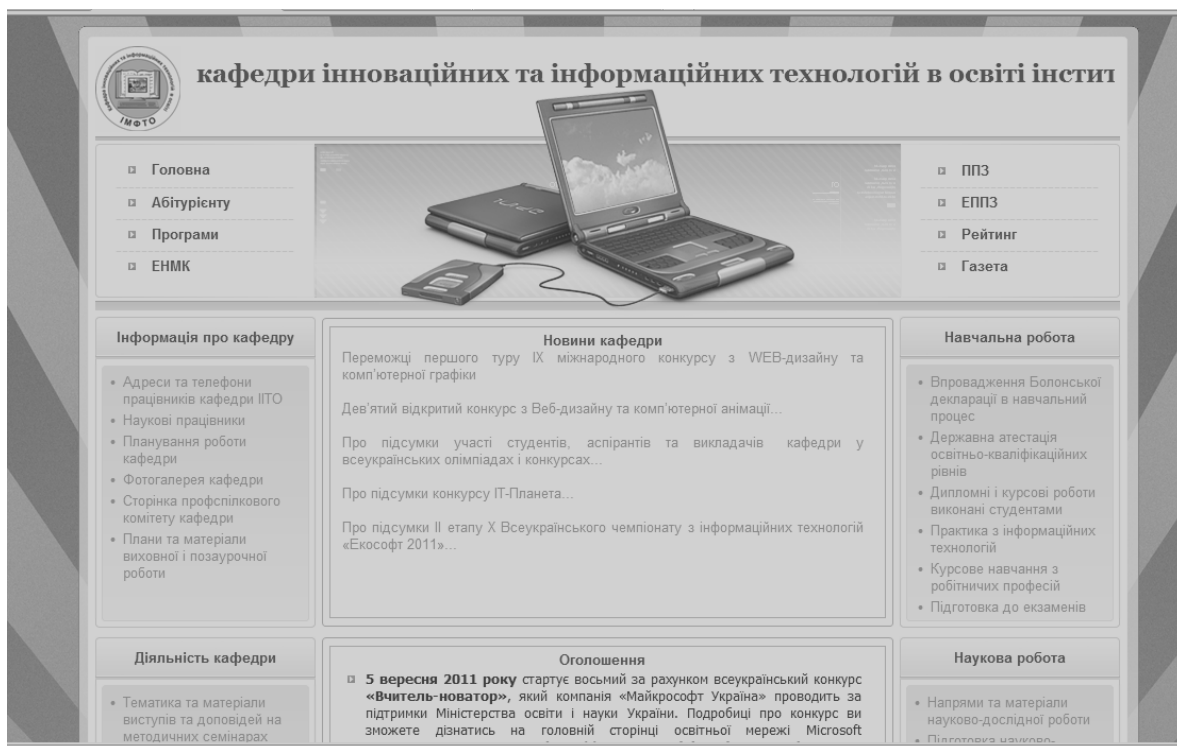 кафедри інноваційних та інформаційних технологій в освіті інстит
ІМФТО
Головна
Абітурієнту
Програми
ЕНМК
ППЗ
ЕППЗ
Рейтинг
Газета
Інформація про кафедру
Адреси та телефони
працівників кафедри ІІТО
Наукові працівники
Планування роботи
кафедри
Фотогалерея кафедри
Сторінка профспілкового
комітету кафедри
Плани та матеріали
виховної і позаурочної
роботи
Новини кафедри
Переможці першого туру IX міжнародного конкурсу з WEB-дизайну та
комп'ютерної графіки
Дев'ятий відкритий конкурс з Веб-дизайну та комп'ютерної анімації...
Про підсумки участі студентів, аспірантів та викладачів кафедри у
всеукраїнських олімпіадах і конкурсах...
Про підсумки конкурсу ІТ-Планета...
Про підсумки II етапу X Всеукраїнського чемпіонату з інформаційних технологій
«Екософт 2011»...
Навчальна робота
Впровадження Болонської
декларації в навчальний
процес
Державна атестація
освітньо-кваліфікаційних
рівнів
Дипломні і курсові роботи
виконані студентами
Практика з інформаційних
технологій
Курсове навчання з
робітничих професій
Підготовка до екзаменів
Діяльність кафедри
Тематика та матеріали
виступів та доповідей на
методичних семінарах
Оголошення
5 вересня 2011 року стартує восьмий за рахунком всеукраїнський конкурс
«Вчитель-новатор», який компанія «Майкрософт Україна» проводить за
підтримки Міністерства освіти і науки України. Подробиці про конкурс ви
зможете дізнатись на головній сторінці освітньої мережі Microsoft
Наукова робота
Напрями та матеріали
науково-дослідної роботи
Підготовка науково-